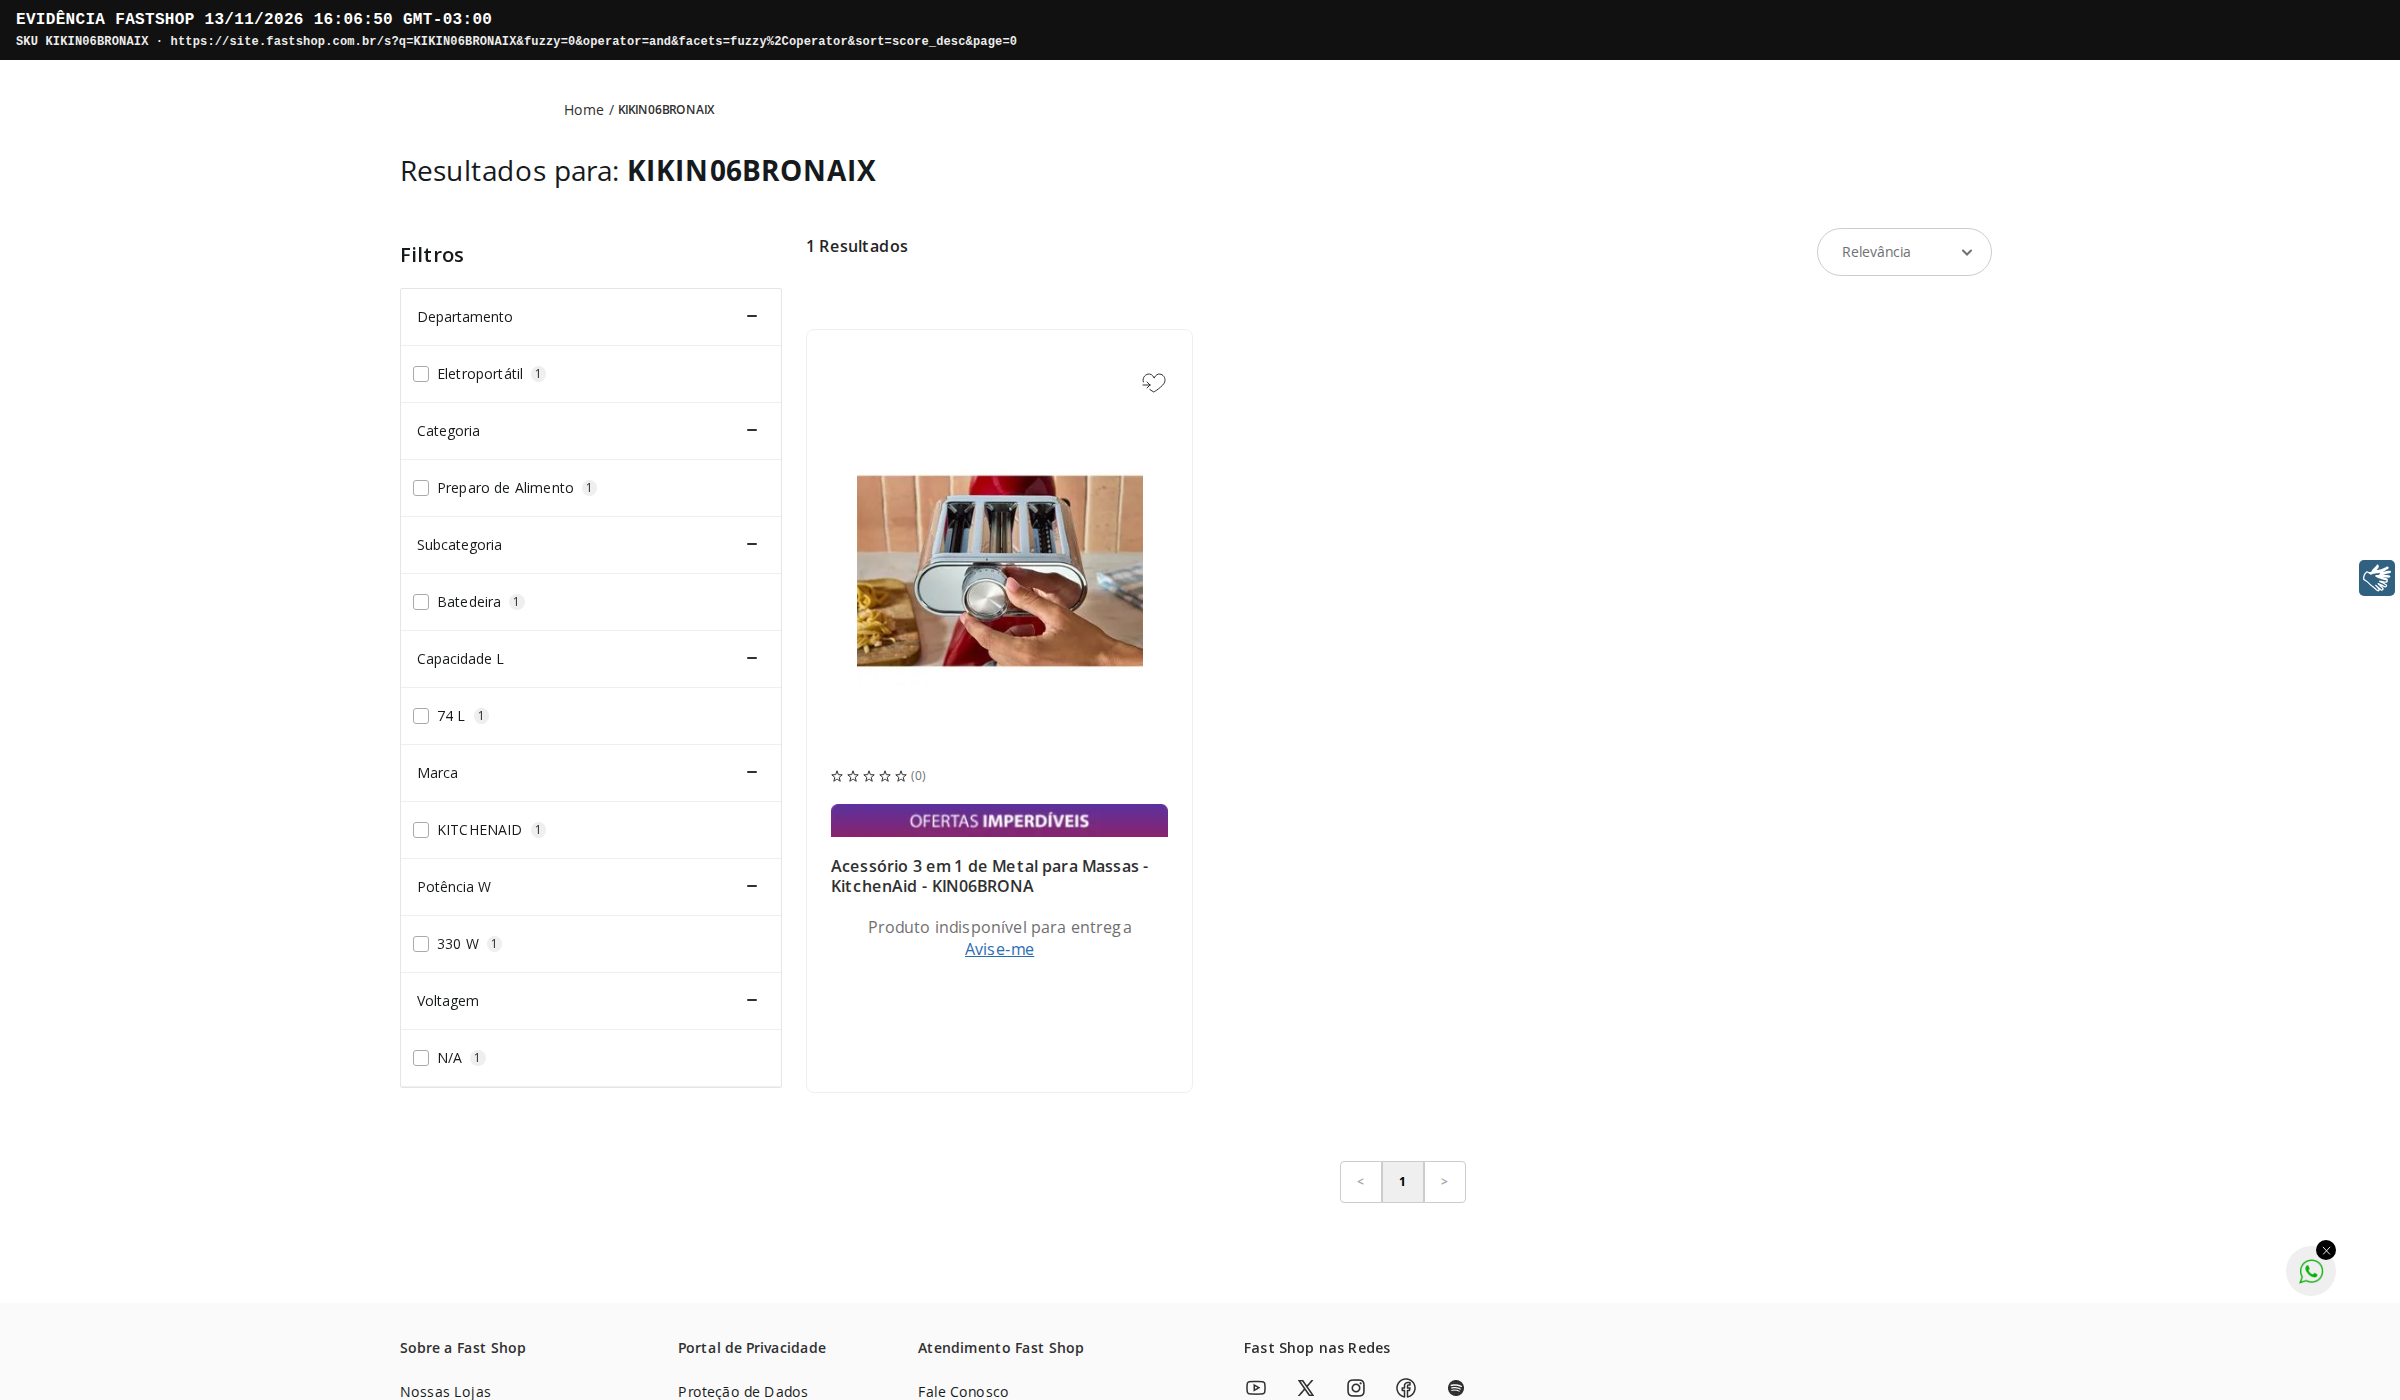 EVIDÊNCIA FASTSHOP 13/11/2026 16:06:50 GMT-03:00
SKU KIKIN06BRONAIX · https://site.fastshop.com.br/s?q=KIKIN06BRONAIX&fuzzy=0&operator=and&facets=fuzzy%2Coperator&sort=score_desc&page=0
Home / KIKIN06BRONAIX
Resultados para: KIKIN06BRONAIX
Filtros
1 Resultados
Relevância
Departamento
Eletroportátil 1
Categoria
Preparo de Alimento 1
Subcategoria
Batedeira 1
Capacidade L
74 L 1
Marca
KITCHENAID 1
Potência W
330 W 1
Voltagem
N/A 1
(0)
OFERTAS IMPERDÍVEIS
Acessório 3 em 1 de Metal para Massas -
KitchenAid - KIN06BRONA
Produto indisponível para entrega
Avise-me
< 1 >
Sobre a Fast Shop
Nossas Lojas
Portal de Privacidade
Proteção de Dados
Atendimento Fast Shop
Fale Conosco
Fast Shop nas Redes